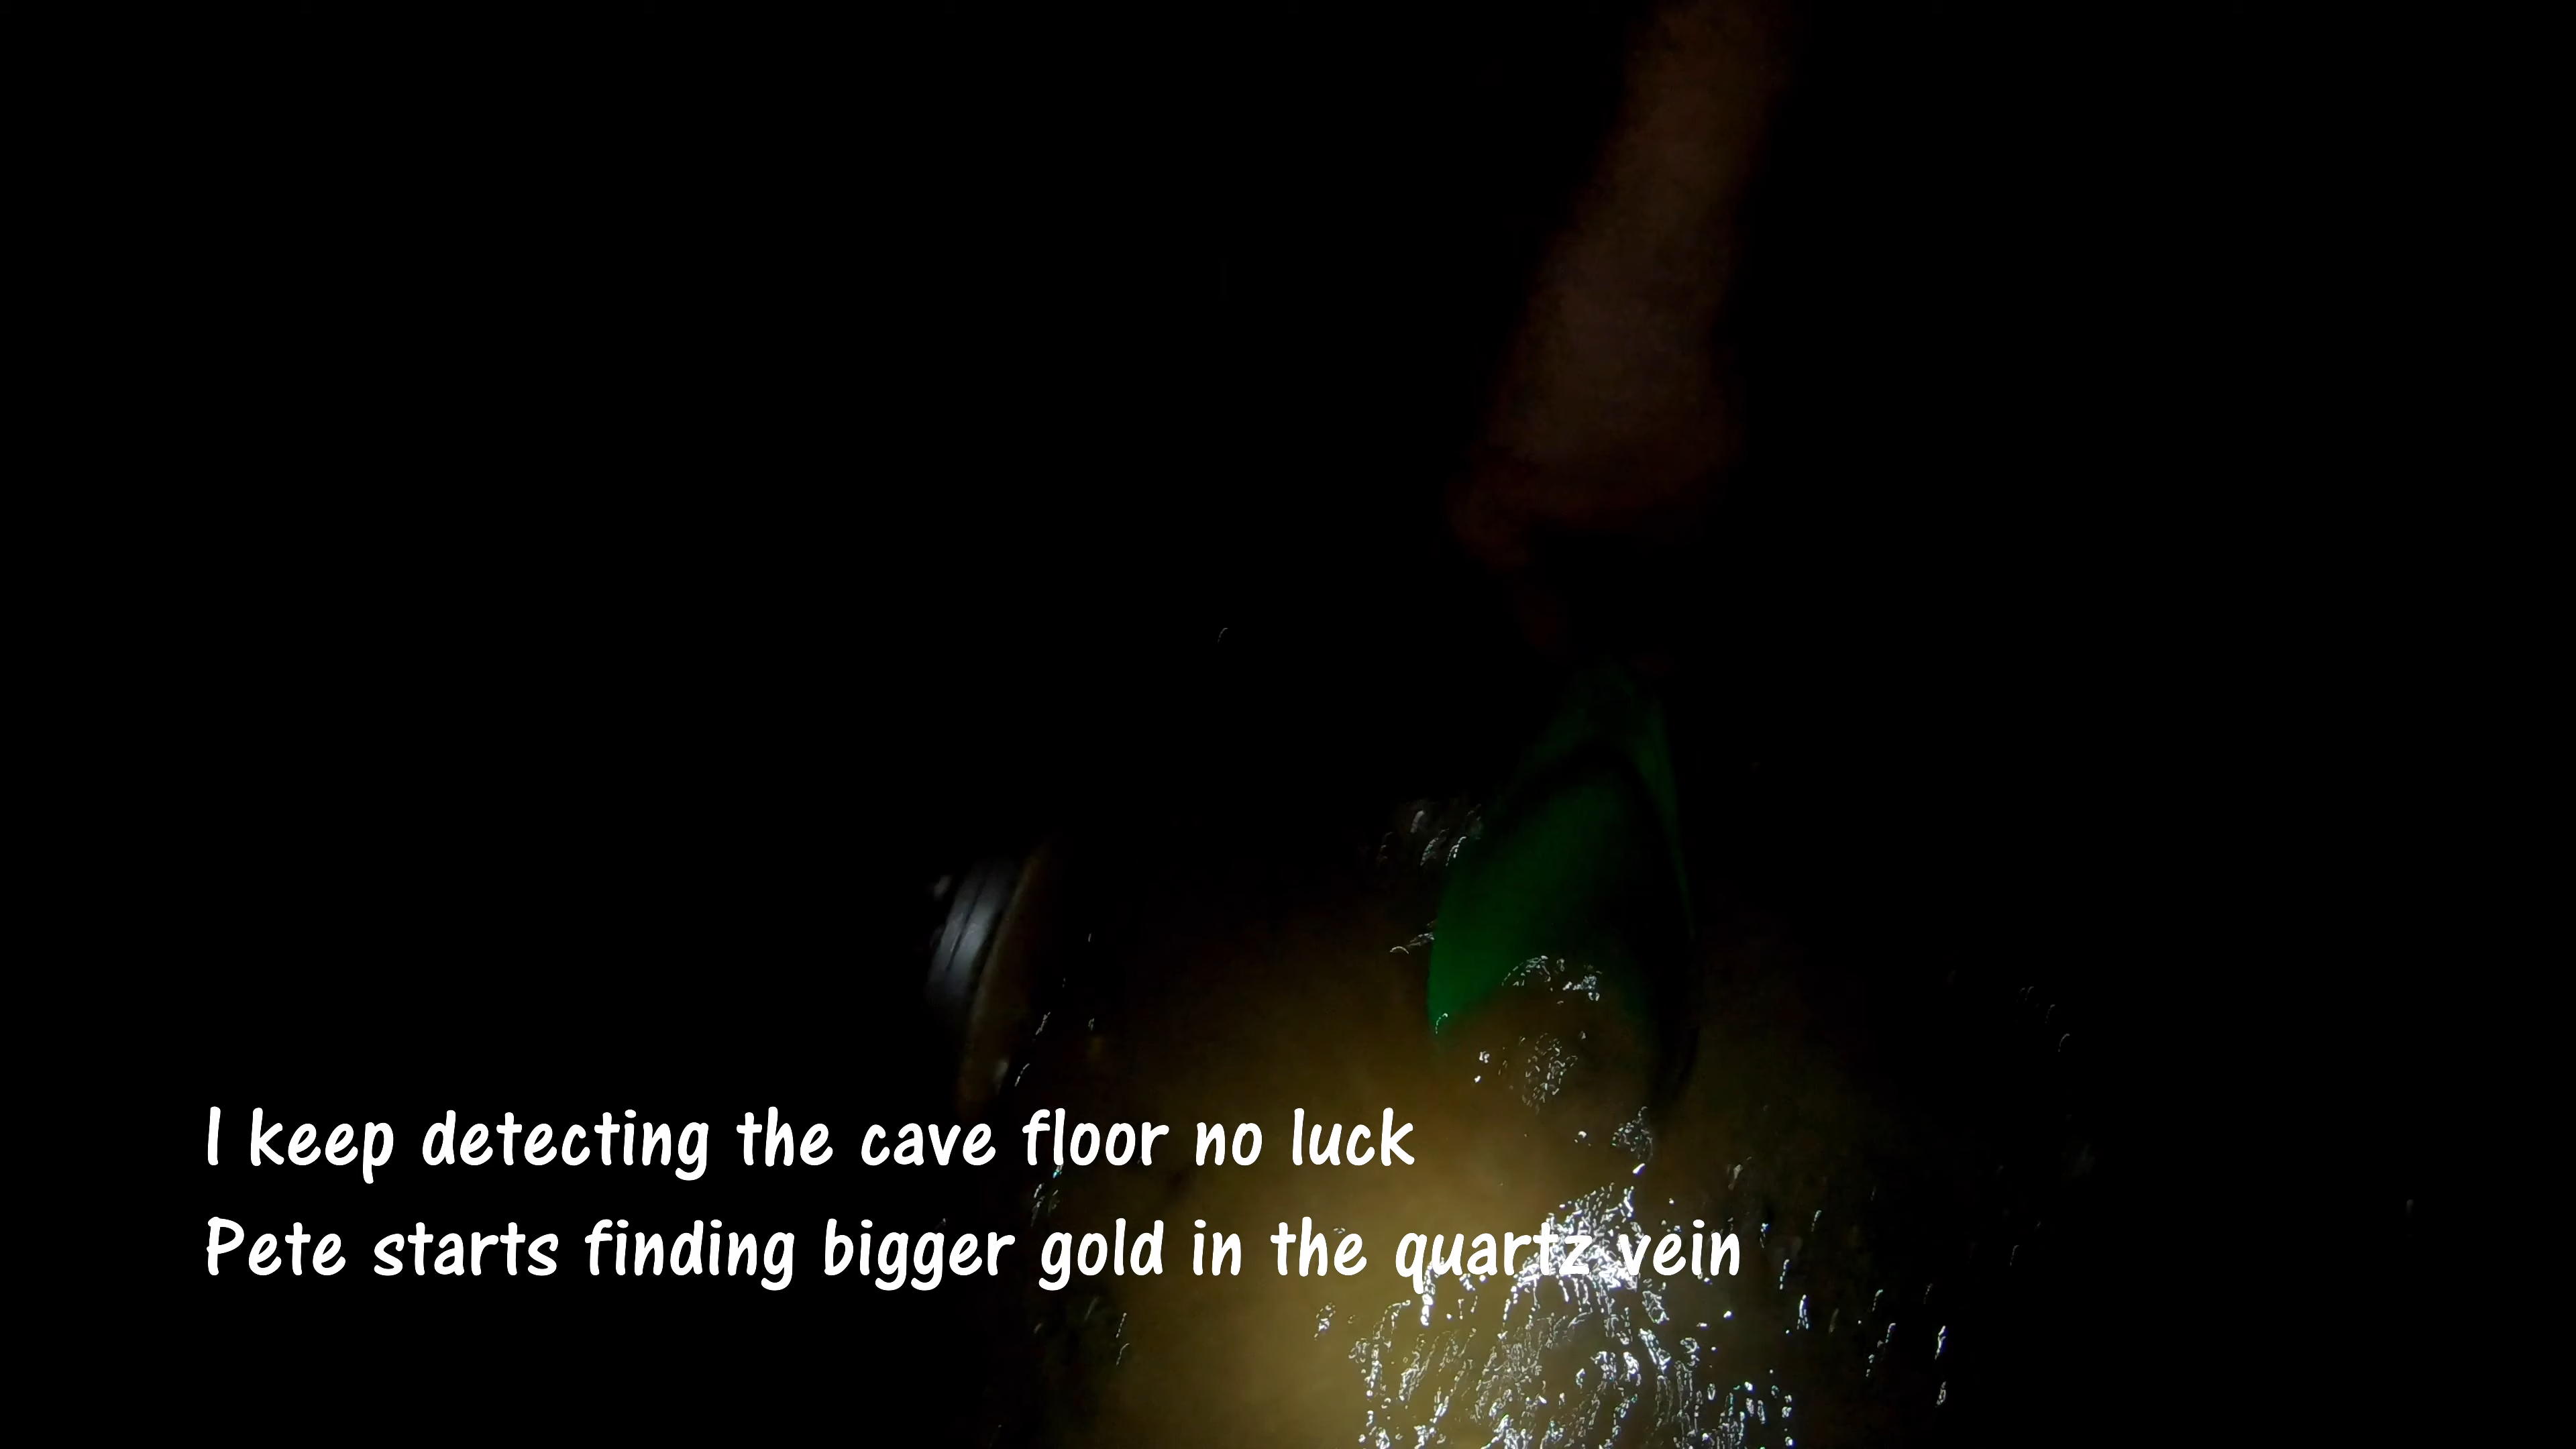 I keep detecting the cave floor no luck
Pete starts finding bigger gold in the quartz vein